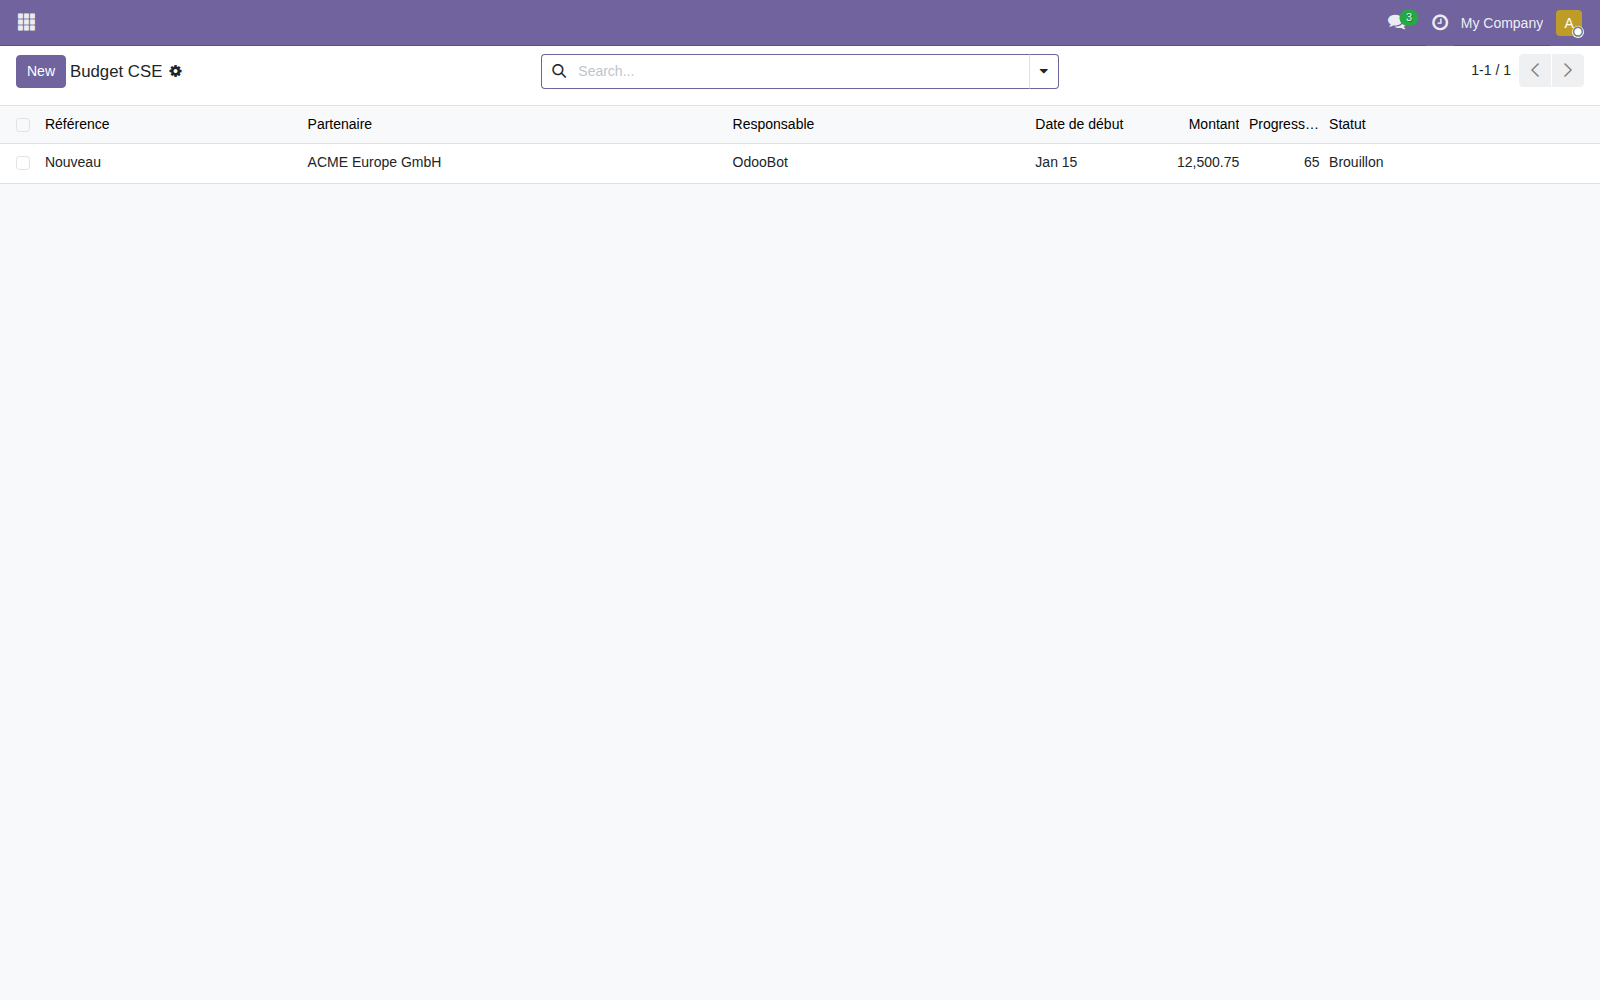 3
My Company
A
New
Budget CSE
Search...
1-1 / 1
Référence Partenaire Responsable Date de début Montant Progress… Statut
Nouveau ACME Europe GmbH OdooBot Jan 15 12,500.75 65 Brouillon